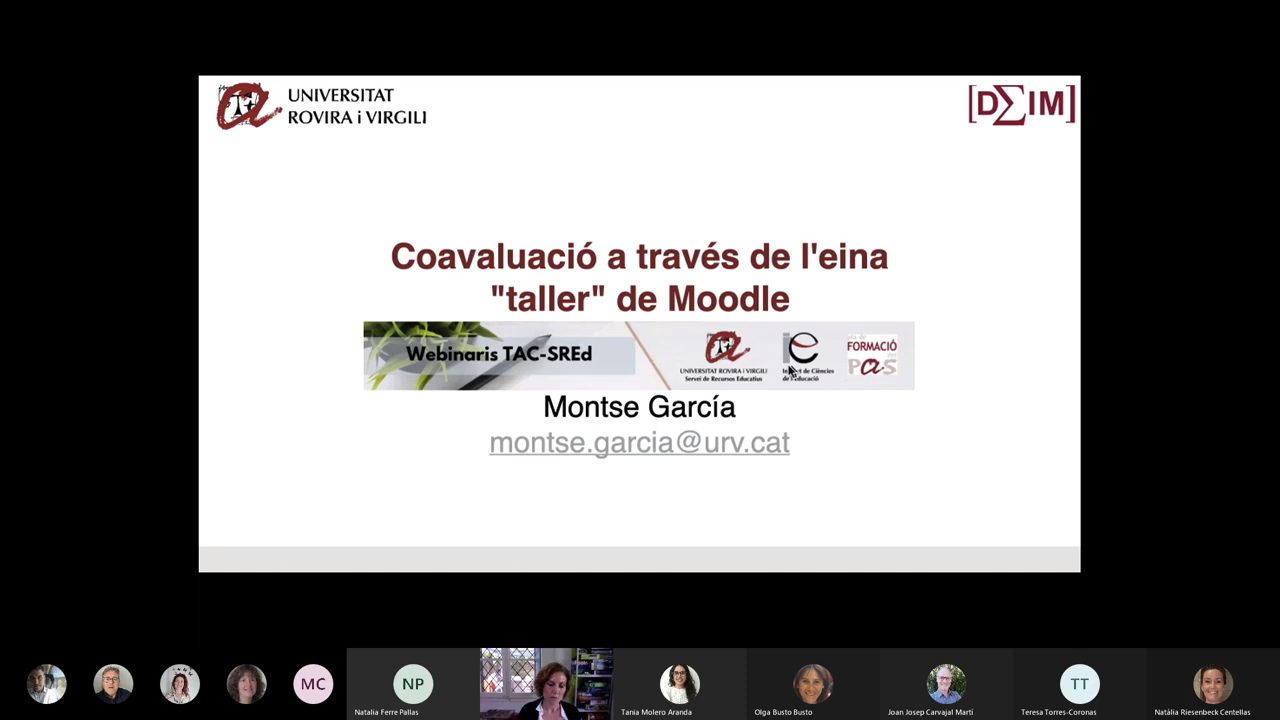 UNIVERSITAT
ROVIRA i VIRGILI
[DΣIM]
Coavaluació a través de l'eina
"taller" de Moodle
Webinaris TAC-SREd
UNIVERSITAT ROVIRA i VIRGILI
Servei de Recursos Educatius
de l'Educació
FORMACIÓ
PaS
Montse García
montse.garcia@urv.cat
MC
NP
TT
Natalia Ferre Pallas
Tania Molero Aranda
Olga Busto Busto
Joan Josep Carvajal Martí
Teresa Torres-Coronas
Natàlia Riesenbeck Centellas